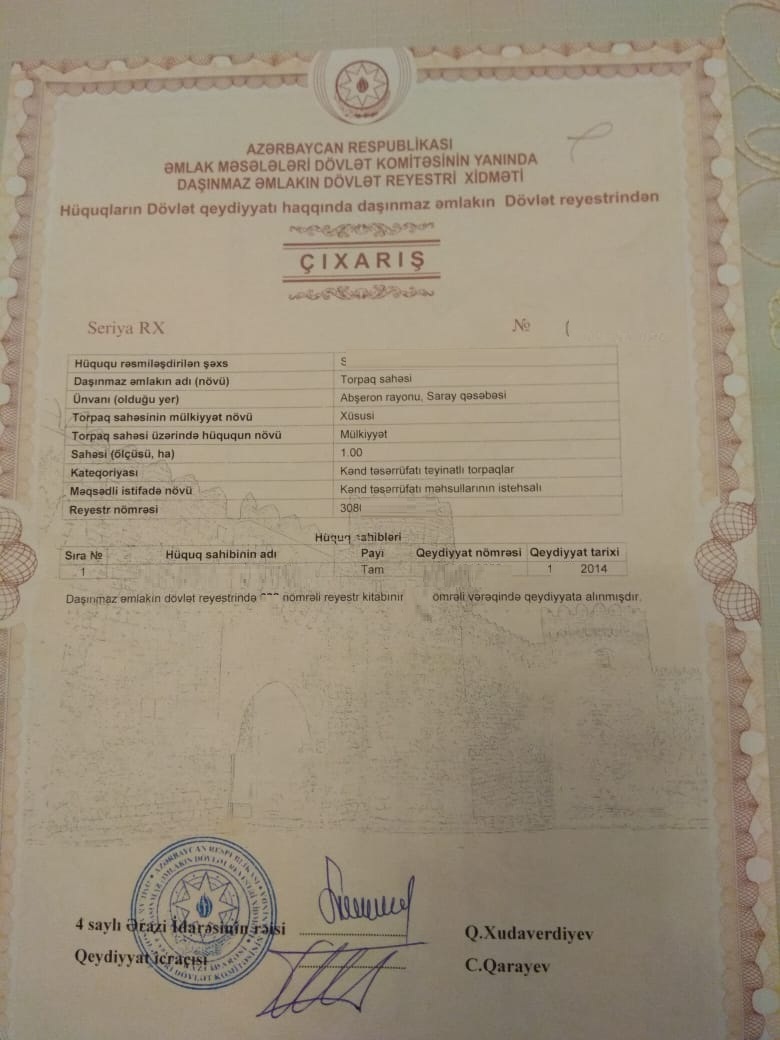 AZƏRBAYCAN RESPUBLİKASI
ƏMLAK MƏSƏLƏLƏRİ DÖVLƏT KOMİTƏSİNİN YANINDA
DAŞINMAZ ƏMLAKIN DÖVLƏT REYESTRİ XİDMƏTİ
Hüquqların Dövlət qeydiyyatı haqqında daşınmaz əmlakın Dövlət reyestrindən
ÇIXARIŞ
Seriya RX №
Hüququ rəsmiləşdirilən şəxs S
Daşınmaz əmlakın adı (növü) Torpaq sahəsi
Ünvanı (olduğu yer) Abşeron rayonu, Saray qəsəbəsi
Torpaq sahəsinin mülkiyyət növü Xüsusi
Torpaq sahəsi üzərində hüququn növü Mülkiyyət
Sahəsi (ölçüsü, ha) 1.00
Kateqoriyası Kənd təsərrüfatı təyinatlı torpaqlar
Məqsədli istifadə növü Kənd təsərrüfatı məhsullarının istehsalı
Reyestr nömrəsi 308
Hüquq sahibləri
Sıra № Hüquq sahibinin adı Payı Qeydiyyat nömrəsi Qeydiyyat tarixi
1 Tam 1 2014
Daşınmaz əmlakın dövlət reyestrində nömrəli reyestr kitabının ömrəli vərəqində qeydiyyata alınmışdır.
4 saylı Ərazi İdarəsinin rəisi Q.Xudaverdiyev
Qeydiyyat icraçısı C.Qarayev